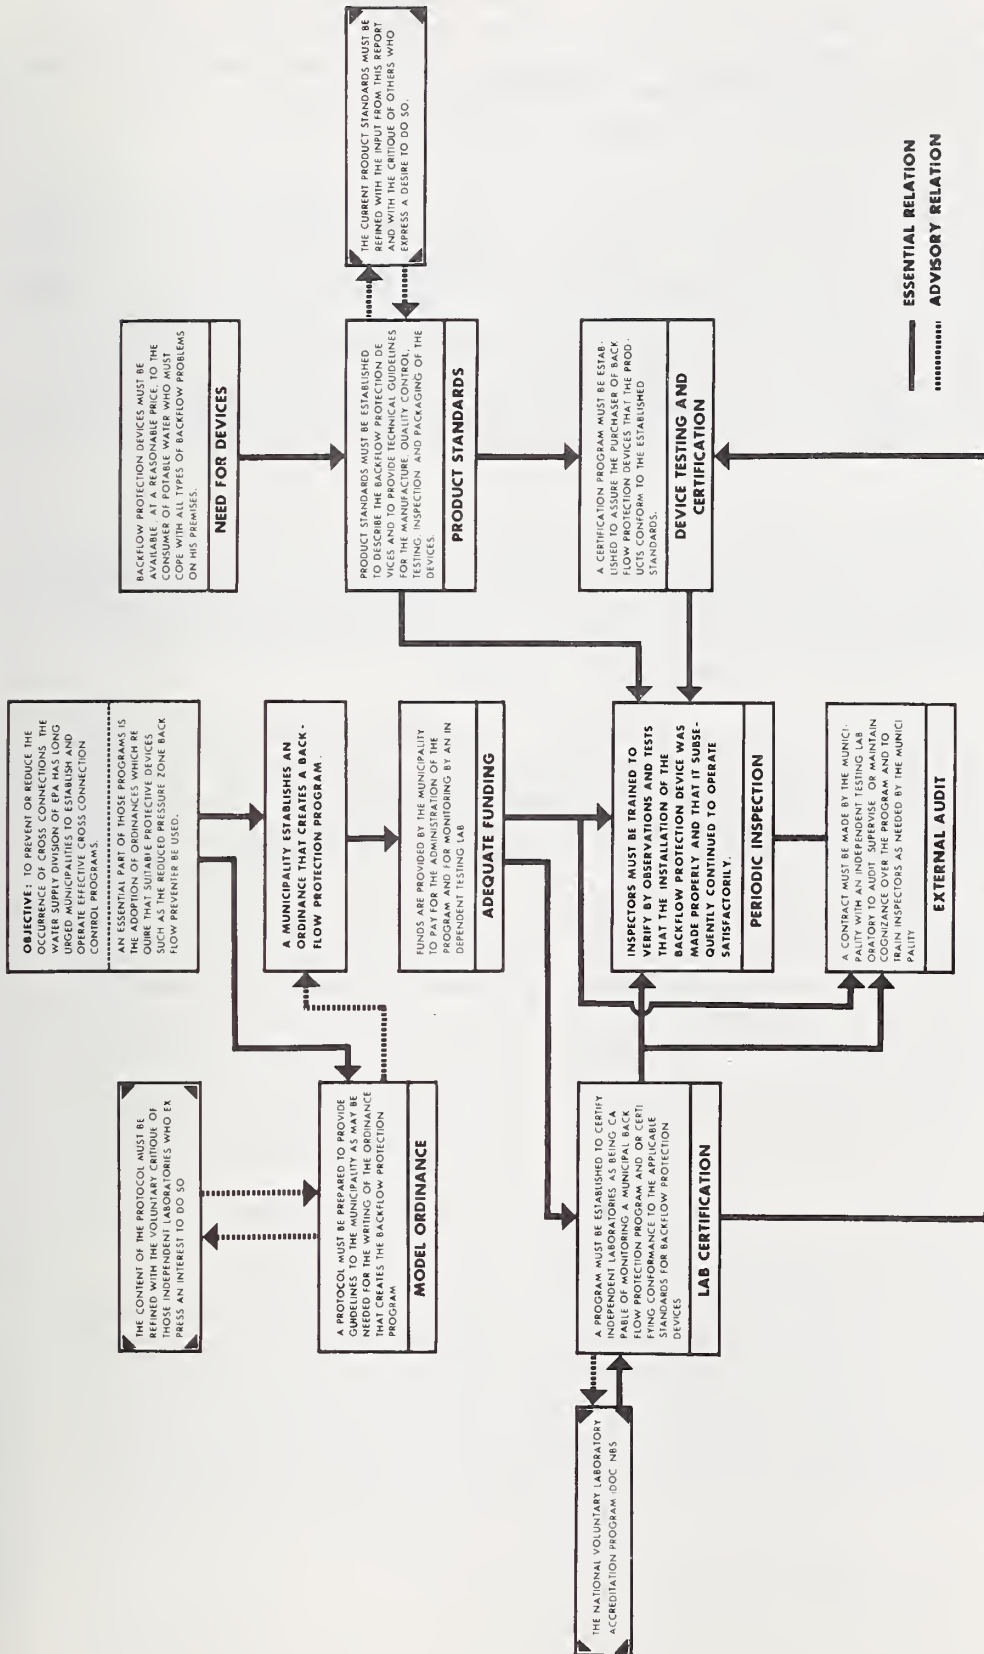 OBJECTIVE: TO PREVENT OR REDUCE THE
OCCURRENCE OF CROSS CONNECTIONS THE
WATER SUPPLY DIVISION OF EPA HAS LONG
URGED MUNICIPALITIES TO ESTABLISH AND
OPERATE EFFECTIVE CROSS CONNECTION
CONTROL PROGRAMS.
AN ESSENTIAL PART OF THOSE PROGRAMS IS
THE ADOPTION OF ORDINANCES WHICH RE
QUIRE THAT SUITABLE PROTECTIVE DEVICES
SUCH AS THE REDUCED PRESSURE ZONE BACK
FLOW PREVENTER BE USED.
THE CONTENT OF THE PROTOCOL MUST BE
REFINED WITH THE VOLUNTARY CRITIQUE OF
THOSE INDEPENDENT LABORATORIES WHO EX
PRESS AN INTEREST TO DO SO
BACKFLOW PROTECTION DEVICES MUST BE
AVAILABLE, AT A REASONABLE PRICE, TO THE
CONSUMER OF POTABLE WATER WHO MUST
COPE WITH ALL TYPES OF BACKFLOW PROBLEMS
ON HIS PREMISES.
NEED FOR DEVICES
A MUNICIPALITY ESTABLISHES AN
ORDINANCE THAT CREATES A BACK-
FLOW PROTECTION PROGRAM.
A PROTOCOL MUST BE PREPARED TO PROVIDE
GUIDELINES TO THE MUNICIPALITY AS MAY BE
NEEDED FOR THE WRITING OF THE ORDINANCE
THAT CREATES THE BACKFLOW PROTECTION
PROGRAM
MODEL ORDINANCE
FUNDS ARE PROVIDED BY THE MUNICIPALITY
TO PAY FOR THE ADMINISTRATION OF THE
PROGRAM AND FOR MONITORING BY AN IN
DEPENDENT TESTING LAB
ADEQUATE FUNDING
PRODUCT STANDARDS MUST BE ESTABLISHED
TO DESCRIBE THE BACKFLOW PROTECTION DE
VICES AND TO PROVIDE TECHNICAL GUIDELINES
FOR THE MANUFACTURE, QUALITY CONTROL,
TESTING, INSPECTION AND PACKAGING OF THE
DEVICES.
PRODUCT STANDARDS
THE CURRENT PRODUCT STANDARDS MUST BE
REFINED WITH THE INPUT FROM THIS REPORT
AND WITH THE CRITIQUE OF OTHERS WHO
EXPRESS A DESIRE TO DO SO.
THE NATIONAL VOLUNTARY LABORATORY
ACCREDITATION PROGRAM DOC NBS
A PROGRAM MUST BE ESTABLISHED TO CERTIFY
INDEPENDENT LABORATORIES AS BEING CA
PABLE OF MONITORING A MUNICIPAL BACK
FLOW PROTECTION PROGRAM AND OR CERTI
FYING CONFORMANCE TO THE APPLICABLE
STANDARDS FOR BACKFLOW PROTECTION
DEVICES
LAB CERTIFICATION
INSPECTORS MUST BE TRAINED TO
VERIFY BY OBSERVATIONS AND TESTS
THAT THE INSTALLATION OF THE
BACKFLOW PROTECTION DEVICE WAS
MADE PROPERLY AND THAT IT SUBSE-
QUENTLY CONTINUED TO OPERATE
SATISFACTORILY.
PERIODIC INSPECTION
A CERTIFICATION PROGRAM MUST BE ESTAB-
LISHED TO ASSURE THE PURCHASER OF BACK
FLOW PROTECTION DEVICES THAT THE PROD-
UCTS CONFORM TO THE ESTABLISHED
STANDARDS.
DEVICE TESTING AND
CERTIFICATION
A CONTRACT MUST BE MADE BY THE MUNICI-
PALITY WITH AN INDEPENDENT TESTING LAB
ORATORY TO AUDIT SUPERVISE OR MAINTAIN
COGNIZANCE OVER THE PROGRAM AND TO
TRAIN INSPECTORS AS NEEDED BY THE MUNICI
PALITY
EXTERNAL AUDIT
ESSENTIAL RELATION
ADVISORY RELATION